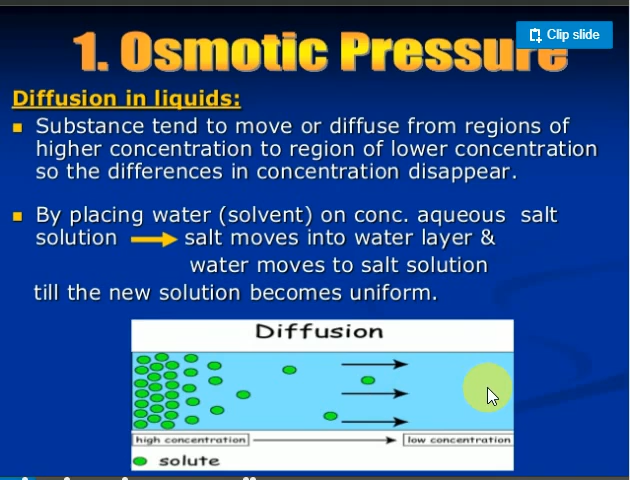 Clip slide
1. Osmotic Pressure
Diffusion in liquids:
Substance tend to move or diffuse from regions of
higher concentration to region of lower concentration
so the differences in concentration disappear.
By placing water (solvent) on conc. aqueous salt
solution salt moves into water layer &
water moves to salt solution
till the new solution becomes uniform.
Diffusion
high concentration low concentration
solute